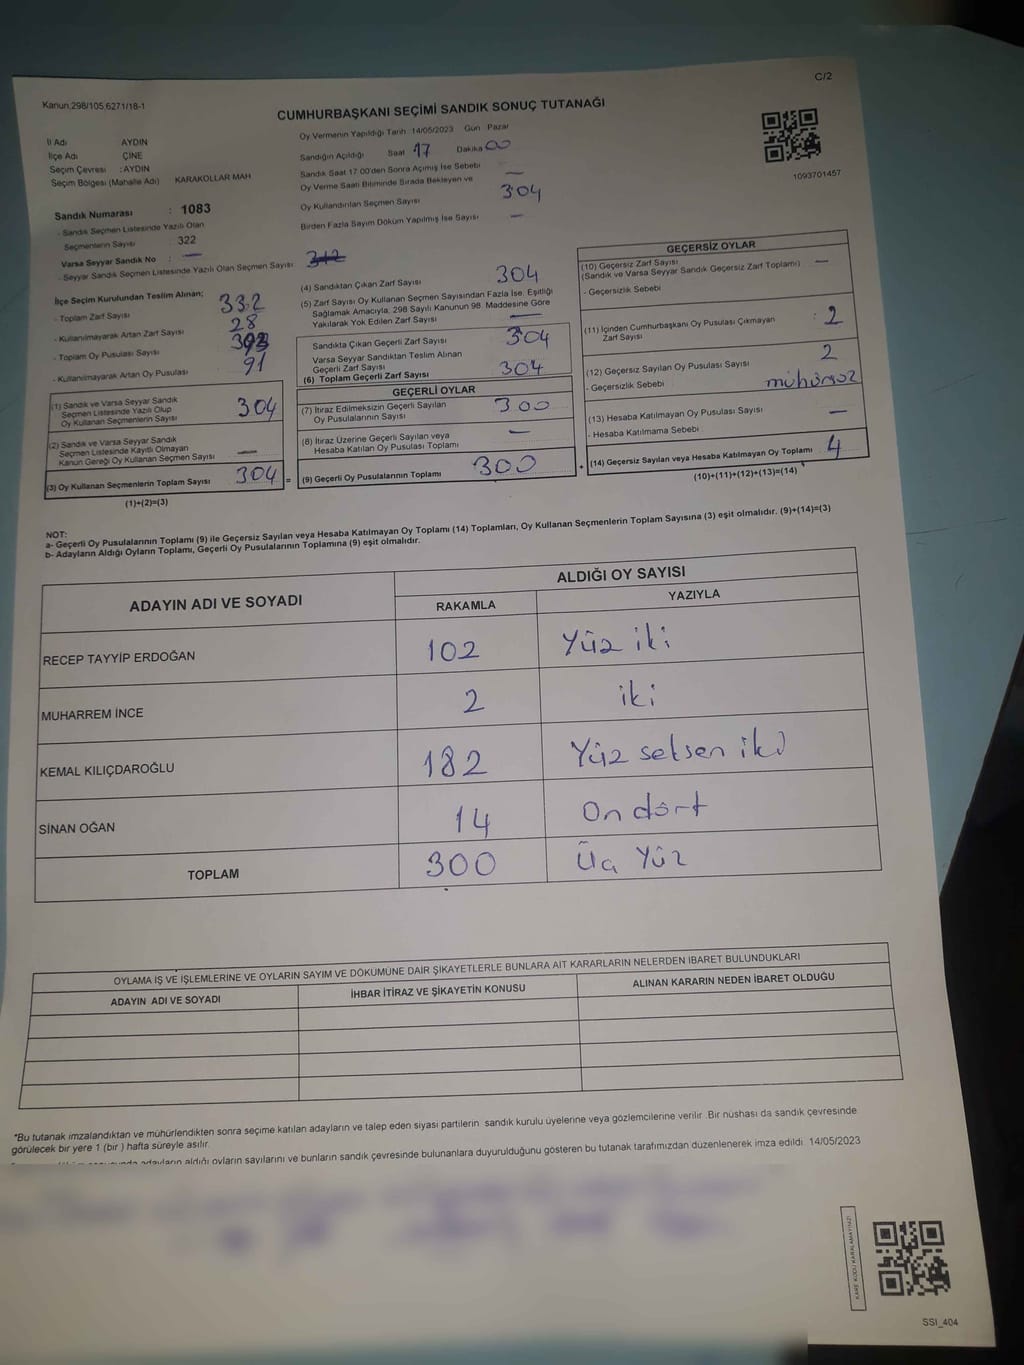 C/2
Kanun;298/105,6271/18-1
CUMHURBAŞKANI SEÇİMİ SANDIK SONUÇ TUTANAĞI
Oy Vermenin Yapıldığı Tarih 14/05/2023 Gün Pazar
İl Adı AYDIN
İlçe Adı ÇİNE
Seçim Çevresi : AYDIN
Seçim Bölgesi (Mahalle Adı) KARAKOLLAR MAH
Sandığın Açıldığı Saat 17 Dakika 00
Sandık Saat 17.00'den Sonra Açımış İse Sebebi —
Oy Verme Saati Bitiminde Sırada Bekleyen ve
Oy Kullandırılan Seçmen Sayısı 304
Birden Fazla Sayım Döküm Yapılmış İse Sayısı —
1093701457
Sandık Numarası : 1083
- Sandık Seçmen Listesinde Yazılı Olan
Seçmenlerin Sayısı 322
Varsa Seyyar Sandık No : —
- Seyyar Sandık Seçmen Listesinde Yazılı Olan Seçmen Sayısı
İlçe Seçim Kurulundan Teslim Alınan;
- Toplam Zarf Sayısı 332
- Kullanılmayarak Artan Zarf Sayısı 28
- Toplam Oy Pusulası Sayısı
- Kullanılmayarak Artan Oy Pusulası 91
(1) Sandık ve Varsa Seyyar Sandık
Seçmen Listesinde Yazılı Olup
Oy Kullanan Seçmenlerin Sayısı 304
(2) Sandık ve Varsa Seyyar Sandık
Seçmen Listesinde Kayıtlı Olmayan
Kanun Gereği Oy Kullanan Seçmen Sayısı —
(3) Oy Kullanan Seçmenlerin Toplam Sayısı 304 =
(1)+(2)=(3)
(4) Sandıktan Çıkan Zarf Sayısı 304
(5) Zarf Sayısı Oy Kullanan Seçmen Sayısından Fazla İse, Eşitliği
Sağlamak Amacıyla, 298 Sayılı Kanunun 98. Maddesine Göre
Yakılarak Yok Edilen Zarf Sayısı —
Sandıkta Çıkan Geçerli Zarf Sayısı 304
Varsa Seyyar Sandıktan Teslim Alınan
Geçerli Zarf Sayısı
(6) Toplam Geçerli Zarf Sayısı 304
GEÇERLİ OYLAR
(7) İtiraz Edilmeksizin Geçerli Sayılan
Oy Pusulalarının Sayısı 300
(8) İtiraz Üzerine Geçerli Sayılan veya
Hesaba Katılan Oy Pusulası Toplamı —
(9) Geçerli Oy Pusulalarının Toplamı 300 +
GEÇERSİZ OYLAR
(10) Geçersiz Zarf Sayısı —
(Sandık ve Varsa Seyyar Sandık Geçersiz Zarf Toplamı)
- Geçersizlik Sebebi
(11) İçinden Cumhurbaşkanı Oy Pusulası Çıkmayan : 2
Zarf Sayısı
(12) Geçersiz Sayılan Oy Pusulası Sayısı 2
- Geçersizlik Sebebi mühürsüz
(13) Hesaba Katılmayan Oy Pusulası Sayısı —
- Hesaba Katılmama Sebebi
(14) Geçersiz Sayılan veya Hesaba Katılmayan Oy Toplamı 4
(10)+(11)+(12)+(13)=(14)
NOT:
a- Geçerli Oy Pusulalarının Toplamı (9) ile Geçersiz Sayılan veya Hesaba Katılmayan Oy Toplamı (14) Toplamları, Oy Kullanan Seçmenlerin Toplam Sayısına (3) eşit olmalıdır. (9)+(14)=(3)
b- Adayların Aldığı Oyların Toplamı, Geçerli Oy Pusulalarının Toplamına (9) eşit olmalıdır.
ADAYIN ADI VE SOYADI ALDIĞI OY SAYISI
RAKAMLA YAZIYLA
RECEP TAYYİP ERDOĞAN 102 Yüz iki
MUHARREM İNCE 2 iki
KEMAL KILIÇDAROĞLU 182 Yüz seksen iki
SİNAN OĞAN 14 On dört
TOPLAM 300 Üç Yüz
OYLAMA İŞ VE İŞLEMLERİNE VE OYLARIN SAYIM VE DÖKÜMÜNE DAİR ŞİKAYETLERLE BUNLARA AİT KARARLARIN NELERDEN İBARET BULUNDUKLARI
ADAYIN ADI VE SOYADI İHBAR İTİRAZ VE ŞİKAYETİN KONUSU ALINAN KARARIN NEDEN İBARET OLDUĞU
*Bu tutanak imzalandıktan ve mühürlendikten sonra seçime katılan adayların ve talep eden siyasi partilerin sandık kurulu üyelerine veya gözlemcilerine verilir. Bir nüshası da sandık çevresinde
görülecek bir yere 1 (bir ) hafta süreyle asılır.
adayların aldığı oyların sayılarını ve bunların sandık çevresinde bulunanlara duyurulduğunu gösteren bu tutanak tarafımızdan düzenlenerek imza edildi. 14/05/2023
KARE KODU KARALAMAYINIZ!
SSI_404